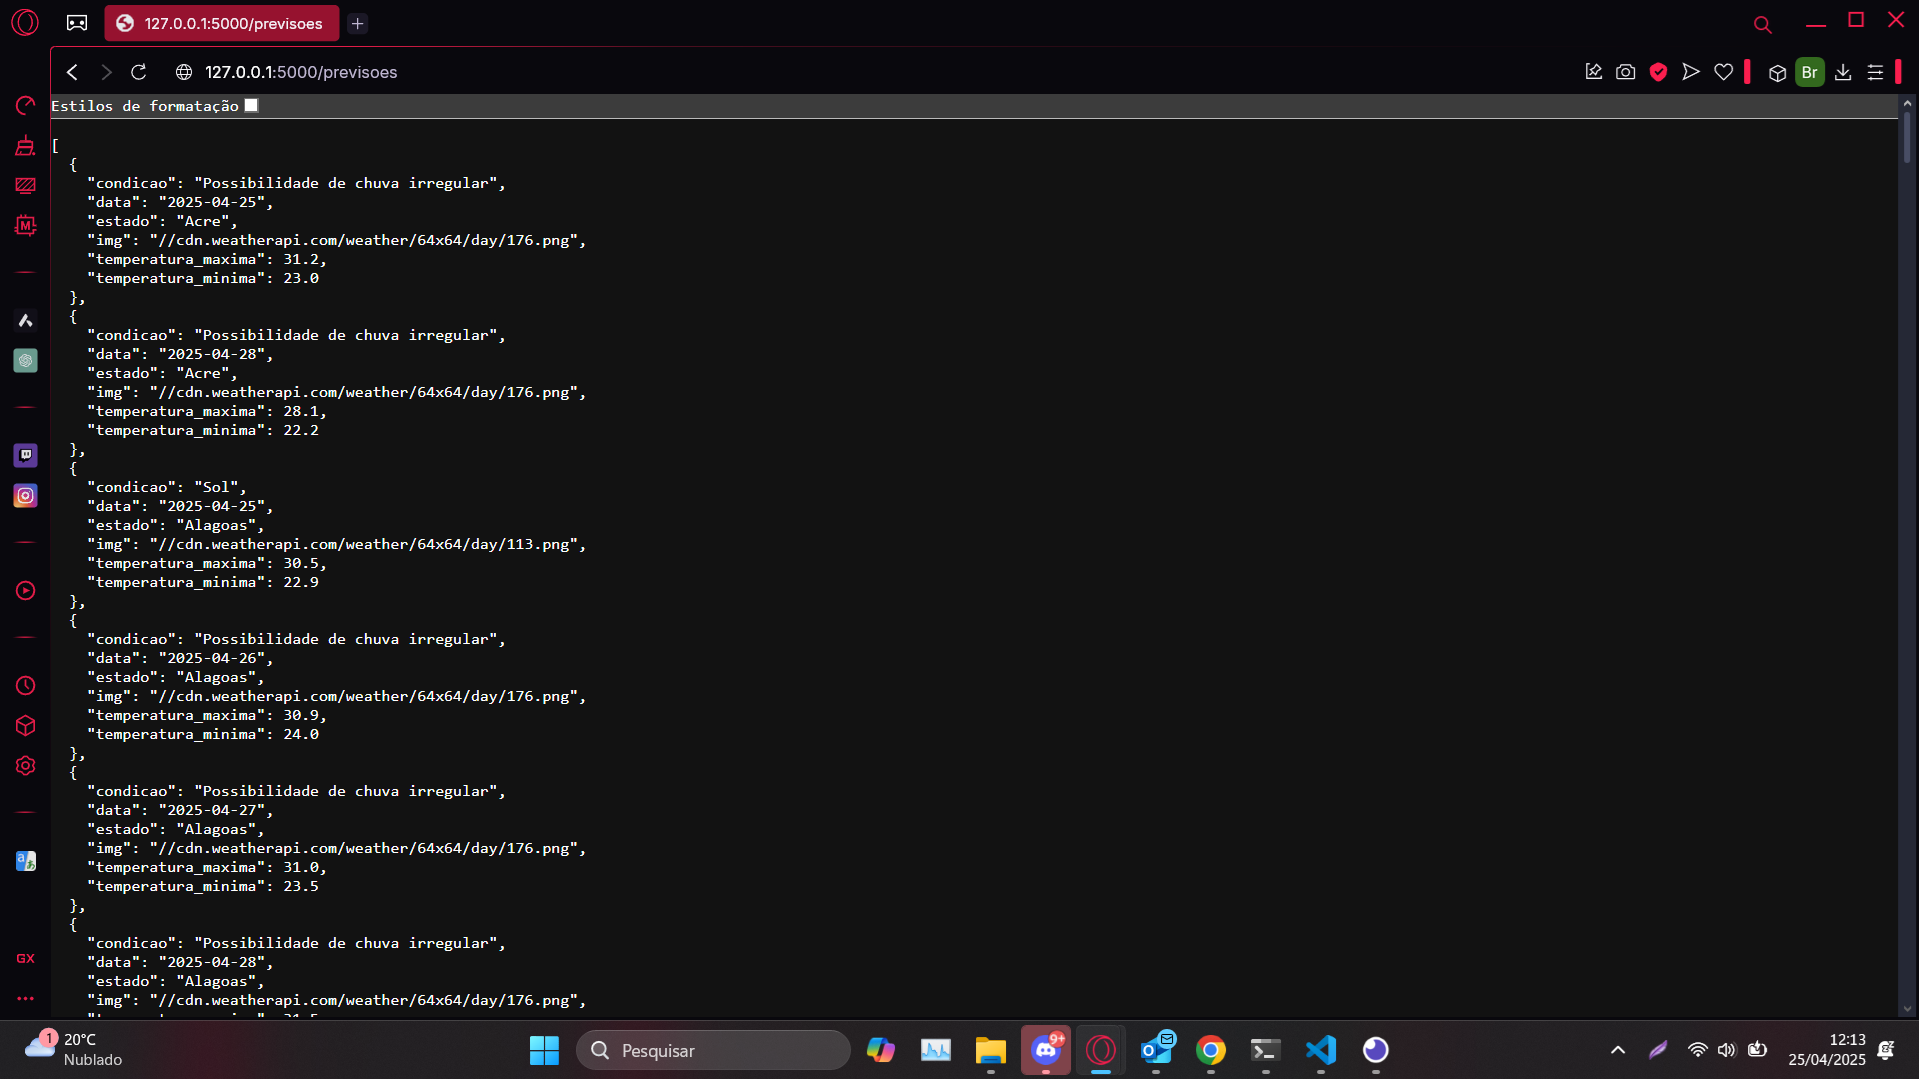 127.0.0.1:5000/previsoes
127.0.0.1:5000/previsoes
Br
Estilos de formatação
[
  {
    "condicao": "Possibilidade de chuva irregular",
    "data": "2025-04-25",
    "estado": "Acre",
    "img": "//cdn.weatherapi.com/weather/64x64/day/176.png",
    "temperatura_maxima": 31.2,
    "temperatura_minima": 23.0
  },
  {
    "condicao": "Possibilidade de chuva irregular",
    "data": "2025-04-28",
    "estado": "Acre",
    "img": "//cdn.weatherapi.com/weather/64x64/day/176.png",
    "temperatura_maxima": 28.1,
    "temperatura_minima": 22.2
  },
  {
    "condicao": "Sol",
    "data": "2025-04-25",
    "estado": "Alagoas",
    "img": "//cdn.weatherapi.com/weather/64x64/day/113.png",
    "temperatura_maxima": 30.5,
    "temperatura_minima": 22.9
  },
  {
    "condicao": "Possibilidade de chuva irregular",
    "data": "2025-04-26",
    "estado": "Alagoas",
    "img": "//cdn.weatherapi.com/weather/64x64/day/176.png",
    "temperatura_maxima": 30.9,
    "temperatura_minima": 24.0
  },
  {
    "condicao": "Possibilidade de chuva irregular",
    "data": "2025-04-27",
    "estado": "Alagoas",
    "img": "//cdn.weatherapi.com/weather/64x64/day/176.png",
    "temperatura_maxima": 31.0,
    "temperatura_minima": 23.5
  },
  {
    "condicao": "Possibilidade de chuva irregular",
    "data": "2025-04-28",
    "estado": "Alagoas",
    "img": "//cdn.weatherapi.com/weather/64x64/day/176.png",
M
GX
1
20°C
Nublado
Pesquisar
9+
12:13
25/04/2025